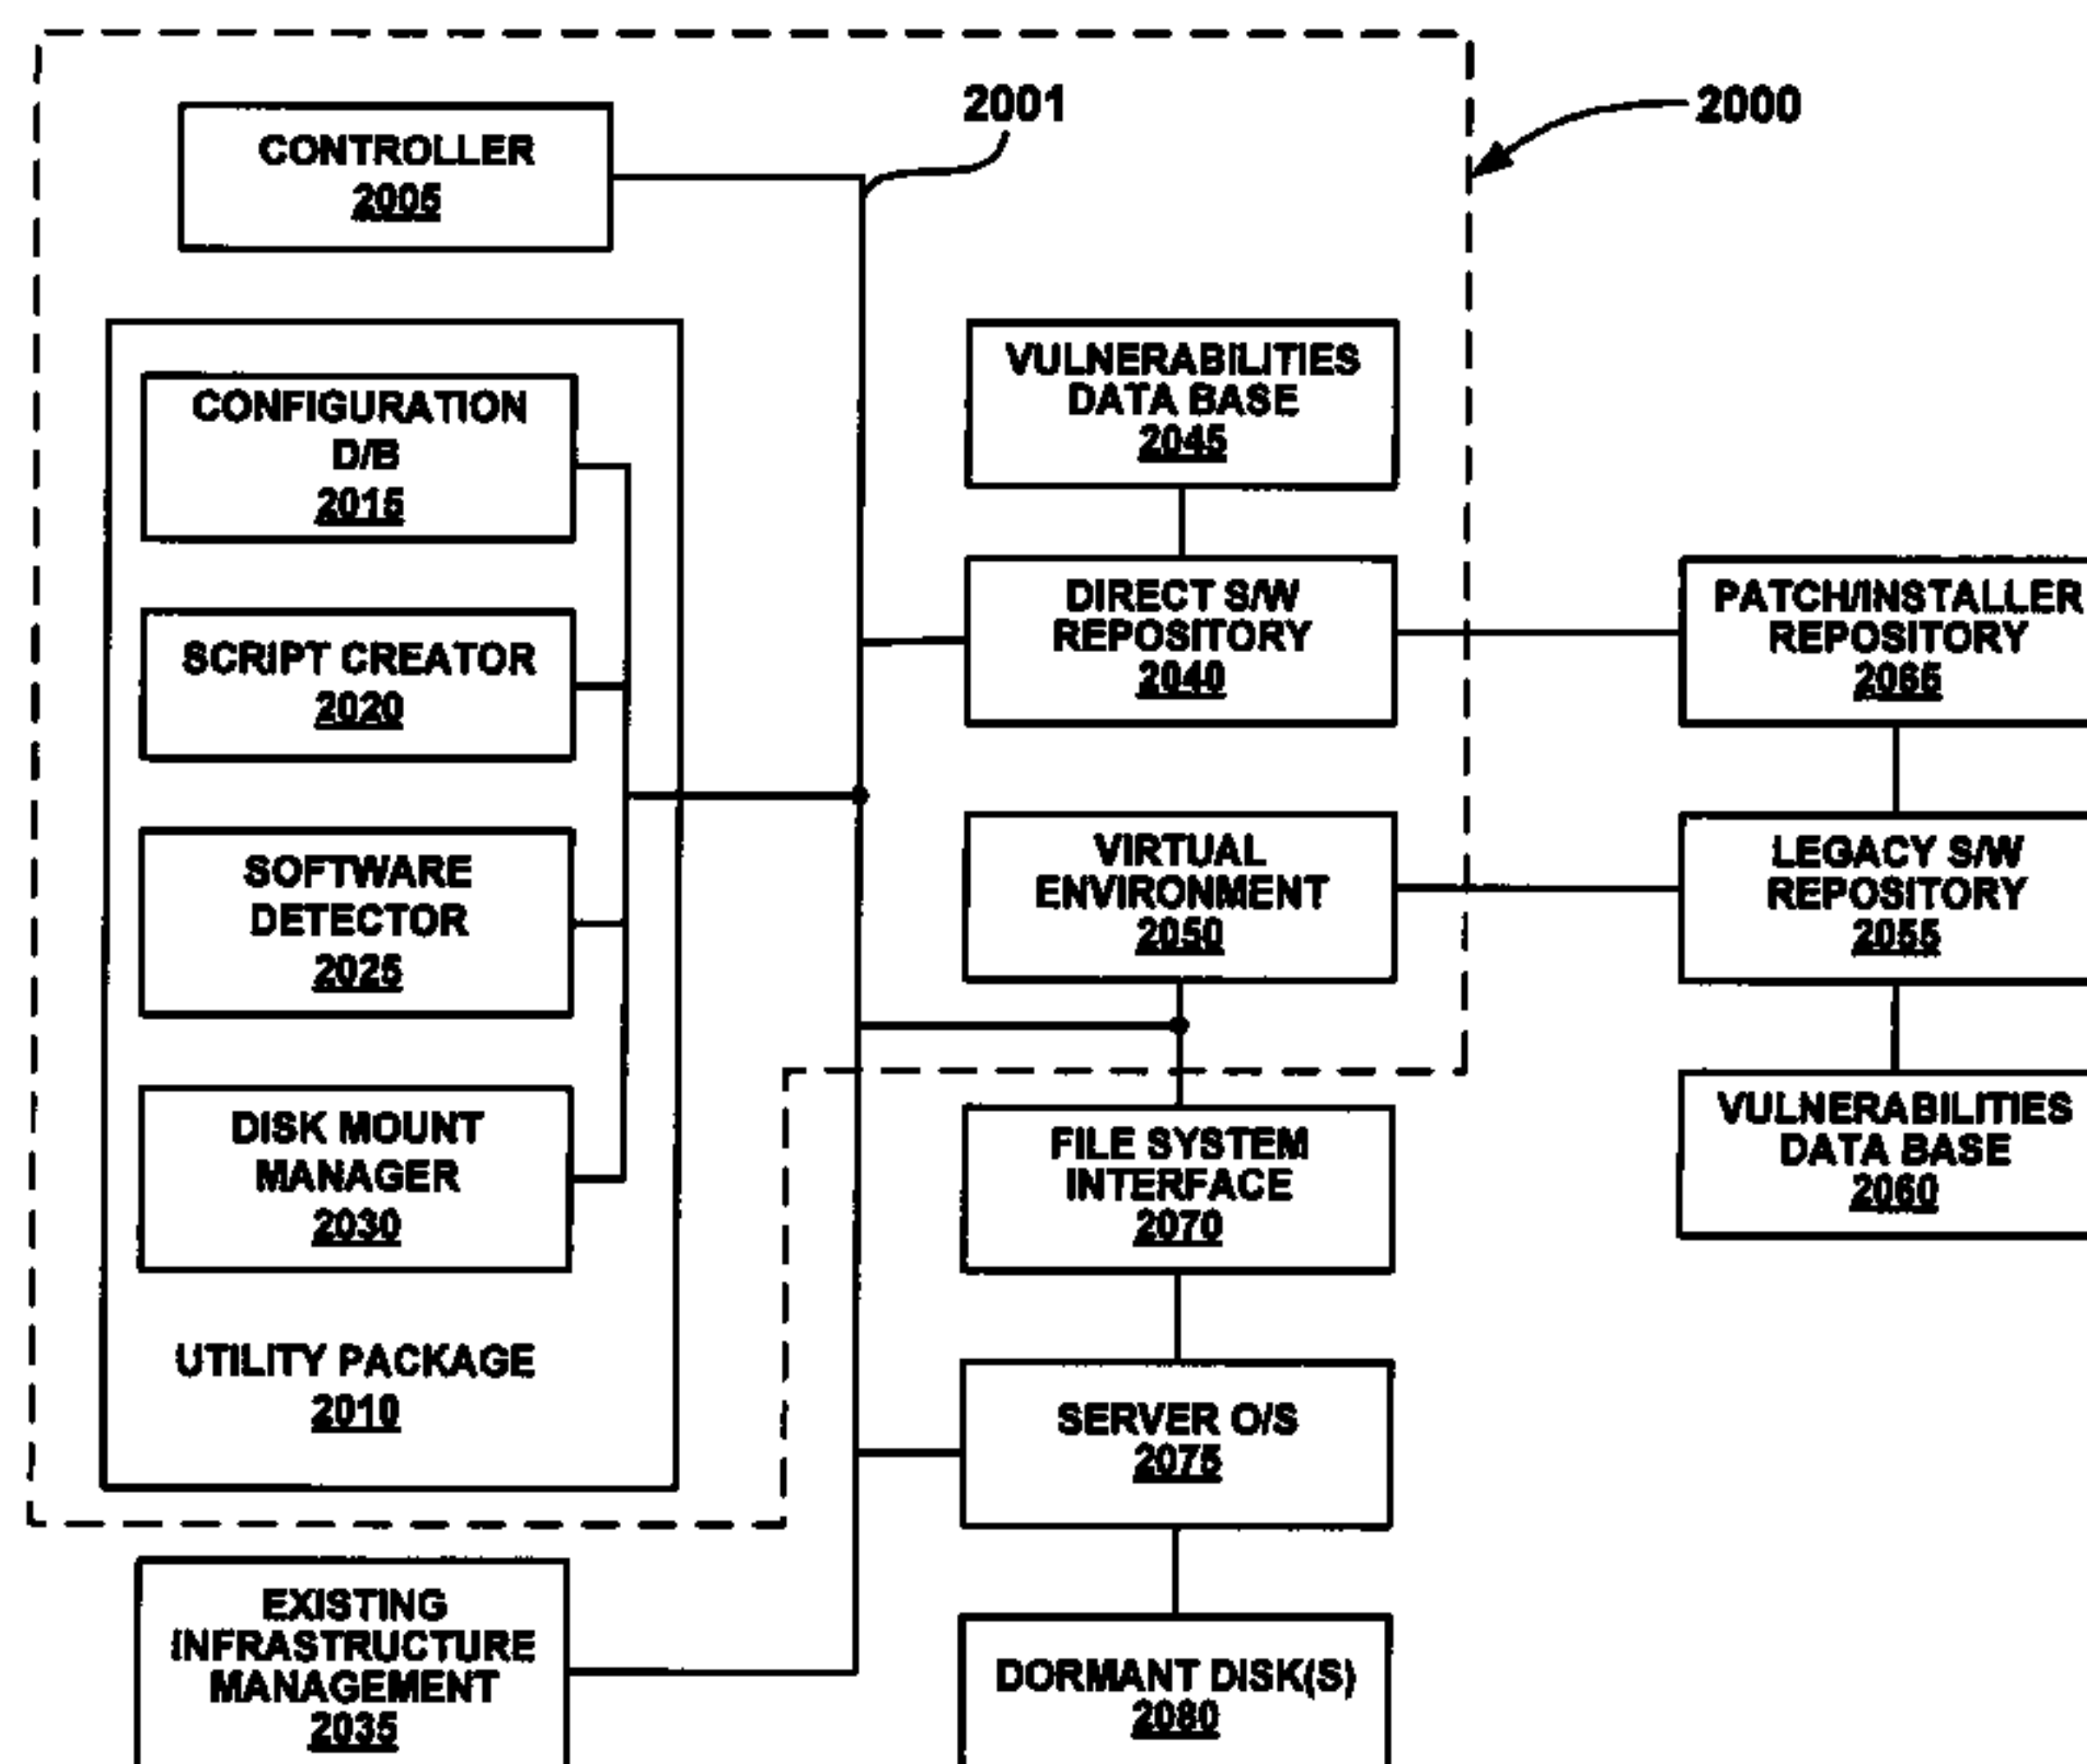 2001
2000
CONTROLLER
2005
CONFIGURATION
D/B
2015
SCRIPT CREATOR
2020
SOFTWARE
DETECTOR
2025
DISK MOUNT
MANAGER
2030
UTILITY PACKAGE
2010
EXISTING
INFRASTRUCTURE
MANAGEMENT
2035
VULNERABILITIES
DATA BASE
2045
DIRECT S/W
REPOSITORY
2040
VIRTUAL
ENVIRONMENT
2050
FILE SYSTEM
INTERFACE
2070
SERVER O/S
2075
DORMANT DISK(S)
2080
PATCH/INSTALLER
REPOSITORY
2065
LEGACY S/W
REPOSITORY
2055
VULNERABILITIES
DATA BASE
2060